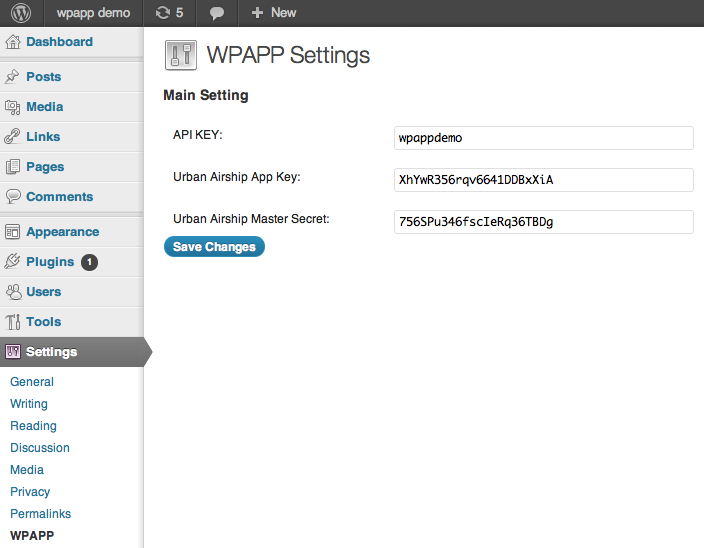 wpapp demo 5 + New
Dashboard
Posts
Media
Links
Pages
Comments
Appearance
Plugins 1
Users
Tools
Settings
General
Writing
Reading
Discussion
Media
Privacy
Permalinks
WPAPP
WPAPP Settings
Main Setting
API KEY: wpappdemo
Urban Airship App Key: XhYwR356rqv6641DDBxXiA
Urban Airship Master Secret: 756SPu346fscIeRq36TBDg
Save Changes